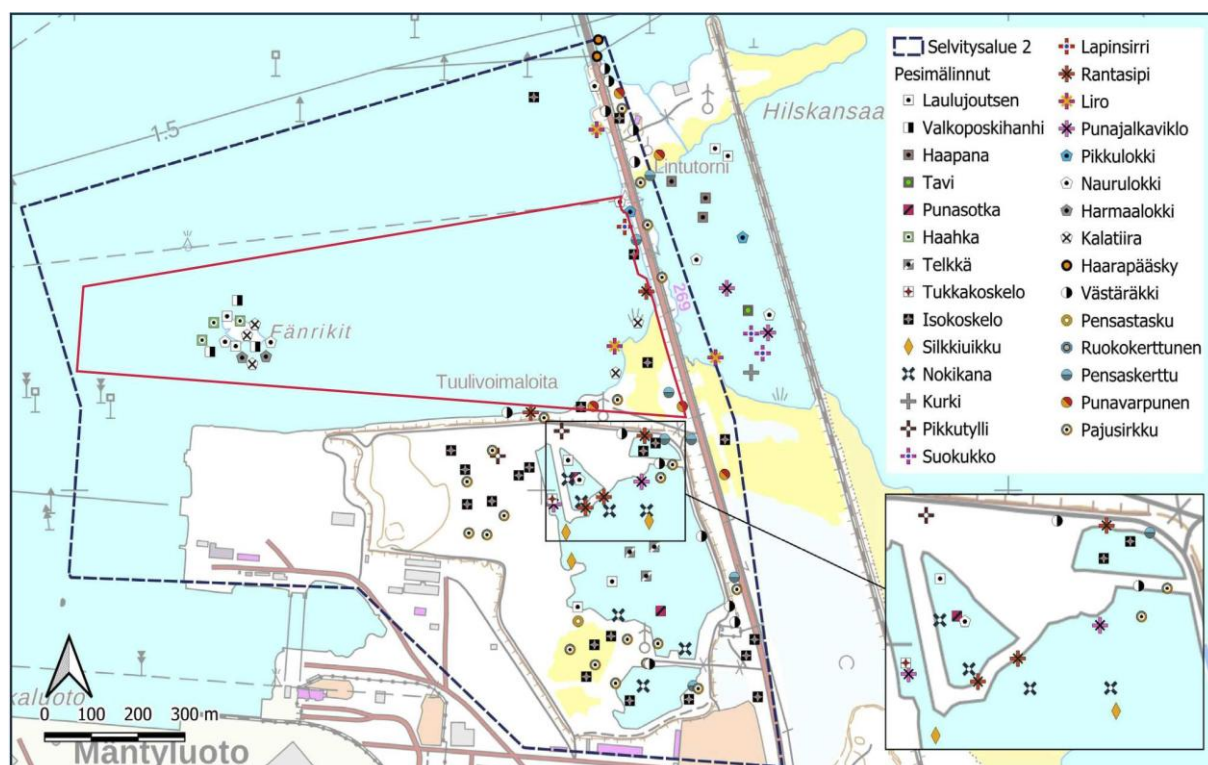 Selvitysalue 2
Pesimälinnut
Laulujoutsen
Valkoposkihanhi
Haapana
Tavi
Punasotka
Haahka
Telkkä
Tukkakoskelo
Isokoskelo
Silkkiuikku
Nokikana
Kurki
Pikkutylli
Suokukko
Lapinsirri
Rantasipi
Liro
Punajalkaviklo
Pikkulokki
Naurulokki
Harmaalokki
Kalatiira
Haarapääsky
Västäräkki
Pensastasku
Ruokokerttunen
Pensaskerttu
Punavarpunen
Pajusirkku
1.5
Hilskansaa
Lintutorni
269
Fänrikit
Tuulivoimaloita
kaluoto
0 100 200 300 m
Mäntyluoto